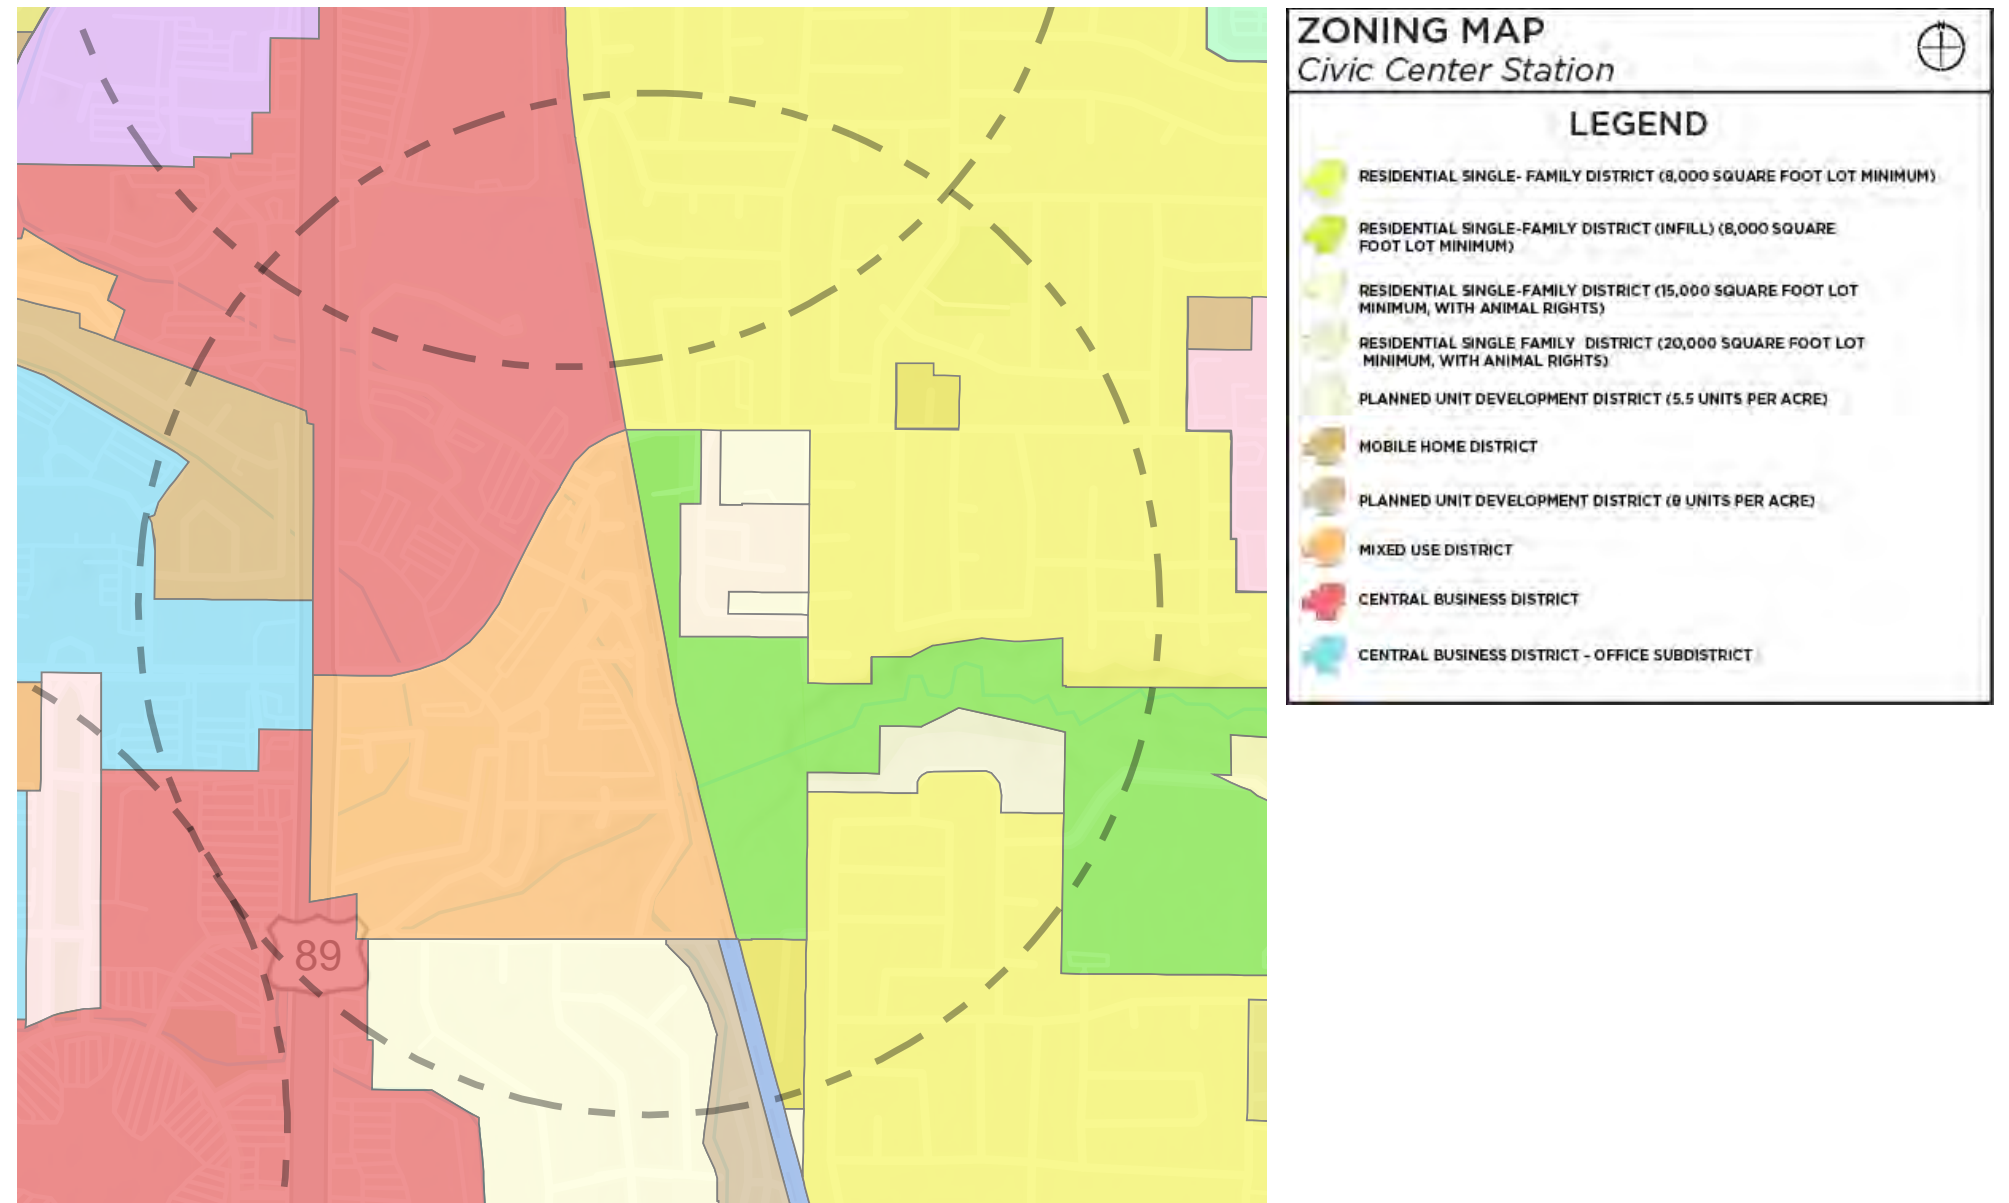 ZONING MAP
Civic Center Station
N
LEGEND
RESIDENTIAL SINGLE- FAMILY DISTRICT (8,000 SQUARE FOOT LOT MINIMUM)
RESIDENTIAL SINGLE-FAMILY DISTRICT (INFILL) (8,000 SQUARE
FOOT LOT MINIMUM)
RESIDENTIAL SINGLE-FAMILY DISTRICT (15,000 SQUARE FOOT LOT
MINIMUM, WITH ANIMAL RIGHTS)
RESIDENTIAL SINGLE FAMILY DISTRICT (20,000 SQUARE FOOT LOT
MINIMUM, WITH ANIMAL RIGHTS)
PLANNED UNIT DEVELOPMENT DISTRICT (5.5 UNITS PER ACRE)
MOBILE HOME DISTRICT
PLANNED UNIT DEVELOPMENT DISTRICT (8 UNITS PER ACRE)
MIXED USE DISTRICT
CENTRAL BUSINESS DISTRICT
CENTRAL BUSINESS DISTRICT - OFFICE SUBDISTRICT
89